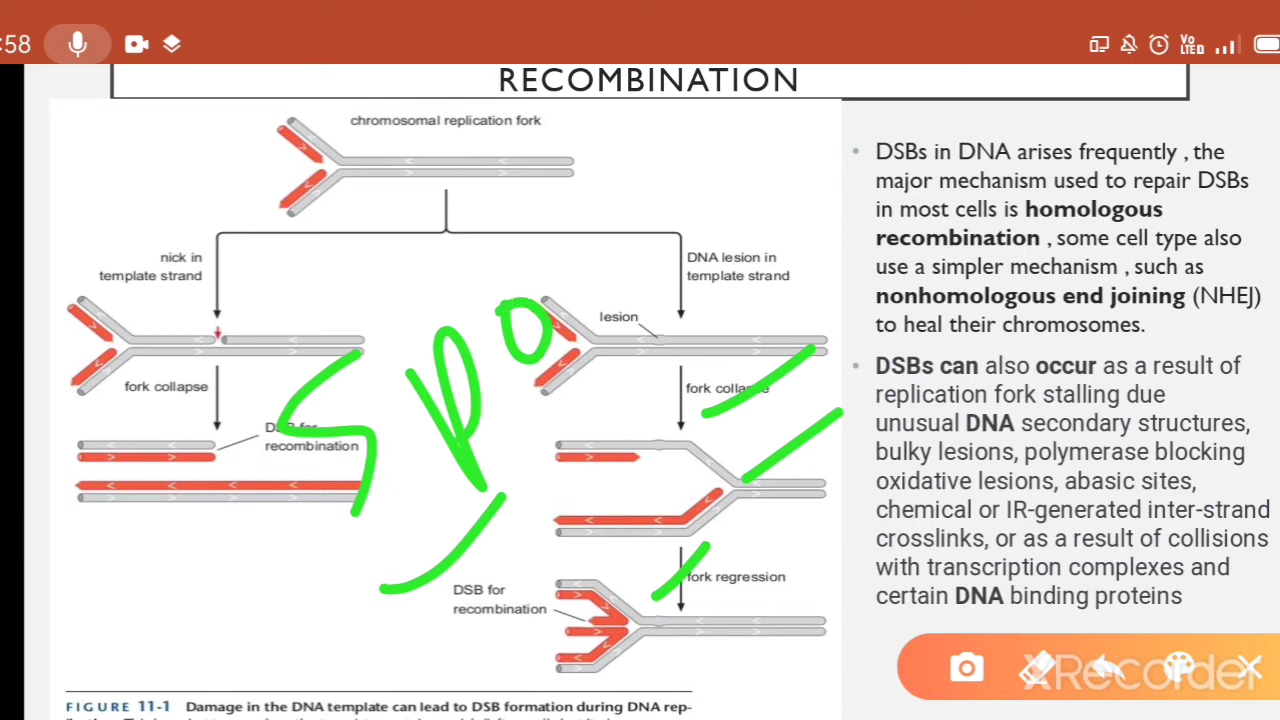 :58
Vo
LTED
RECOMBINATION
chromosomal replication fork
nick in
template strand
DNA lesion in
template strand
lesion
fork collapse
fork collapse
DSB for
recombination
fork regression
DSB for
recombination
FIGURE 11-1 Damage in the DNA template can lead to DSB formation during DNA rep-
DSBs in DNA arises frequently , the
major mechanism used to repair DSBs
in most cells is homologous
recombination , some cell type also
use a simpler mechanism , such as
nonhomologous end joining (NHEJ)
to heal their chromosomes.
DSBs can also occur as a result of
replication fork stalling due
unusual DNA secondary structures,
bulky lesions, polymerase blocking
oxidative lesions, abasic sites,
chemical or IR-generated inter-strand
crosslinks, or as a result of collisions
with transcription complexes and
certain DNA binding proteins
XRecorder